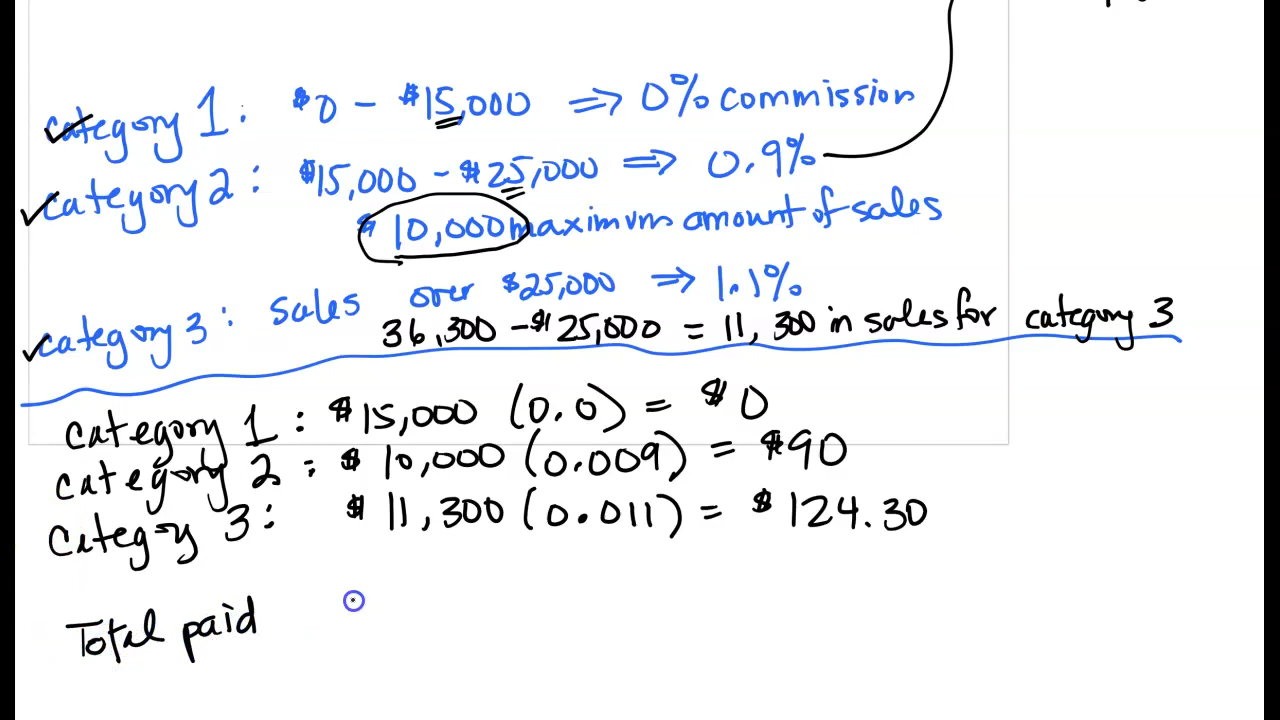 category 1: $0 - $15,000 ⇒ 0% commission
category 2: $15,000 - $25,000 ⇒ 0.9%
$10,000 maximum amount of sales
category 3: sales over $25,000 ⇒ 1.1%
36,300 - $25,000 = 11,300 in sales for category 3
category 1: $15,000 (0.0) = $0
category 2: $10,000 (0.009) = $90
Category 3: $11,300 (0.011) = $124.30
Total paid